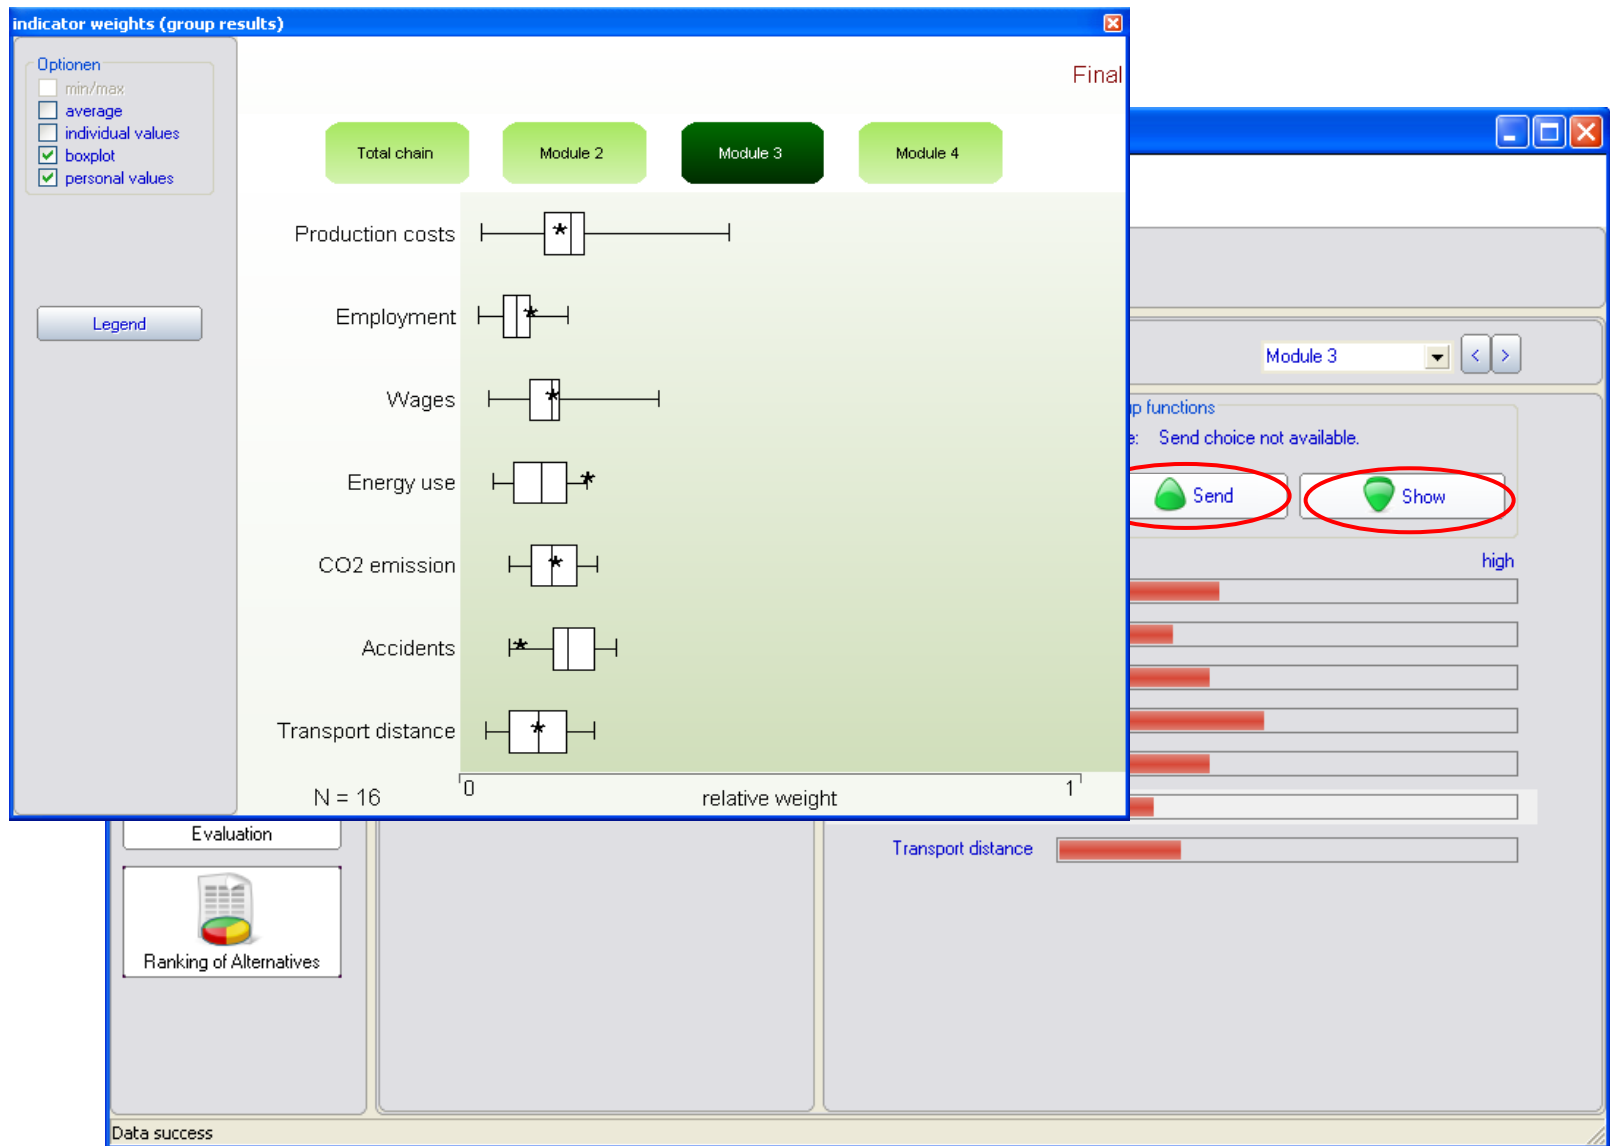 indicator weights (group results)
Final
Optionen
min/max
average
individual values
boxplot
personal values
Legend
Total chain
Module 2
Module 3
Module 4
Production costs
Employment
Wages
Energy use
CO2 emission
Accidents
Transport distance
N = 16
0
relative weight
1
Module 3
< >
p functions
e: Send choice not available.
Send
Show
high
Transport distance
Evaluation
Ranking of Alternatives
Data success